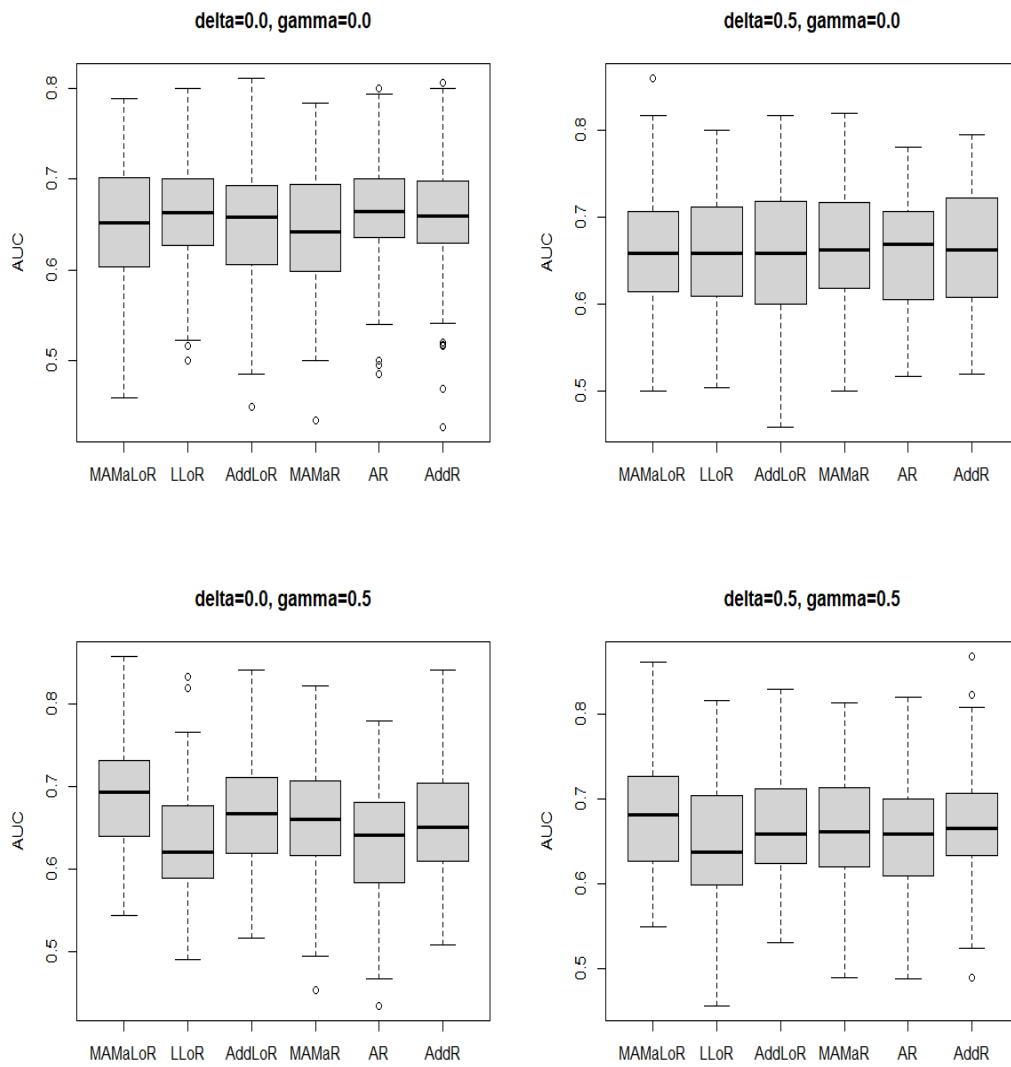 delta=0.0, gamma=0.0
AUC
0.8
0.7
0.6
0.5
MAMaLoR LLoR AddLoR MAMaR AR AddR
delta=0.5, gamma=0.0
AUC
0.8
0.7
0.6
0.5
MAMaLoR LLoR AddLoR MAMaR AR AddR
delta=0.0, gamma=0.5
AUC
0.8
0.7
0.6
0.5
MAMaLoR LLoR AddLoR MAMaR AR AddR
delta=0.5, gamma=0.5
AUC
0.8
0.7
0.6
0.5
MAMaLoR LLoR AddLoR MAMaR AR AddR